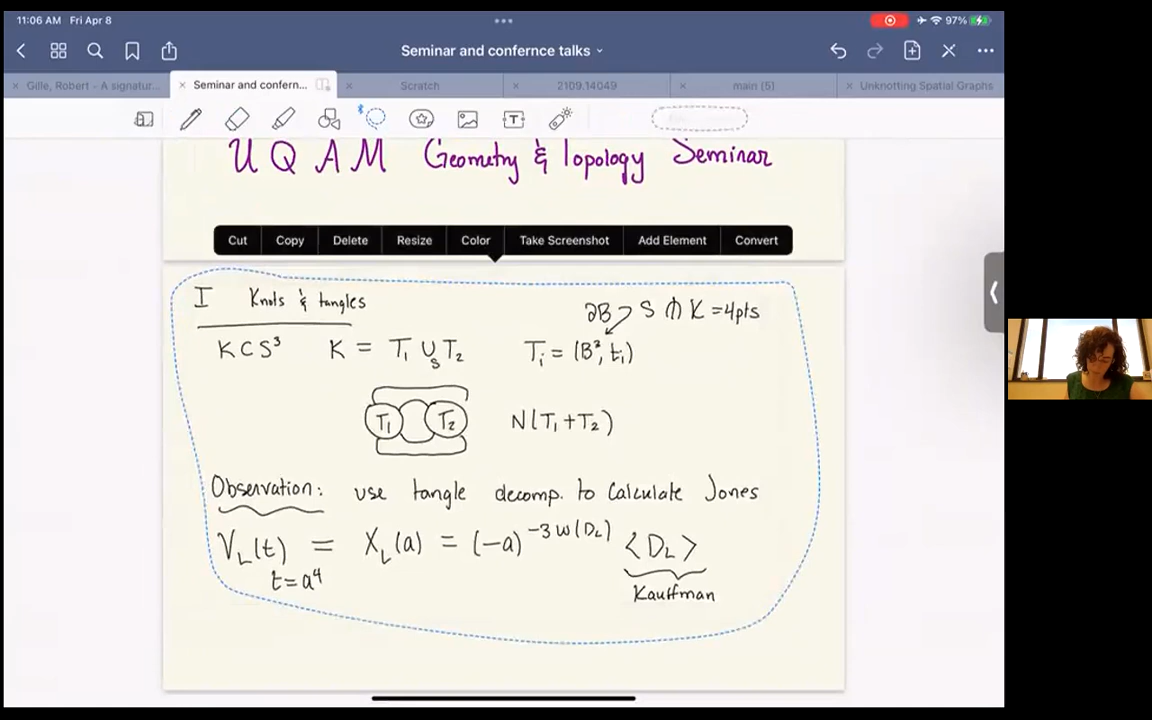 11:06 AM Fri Apr 8
97%
Seminar and confernce talks
Gille, Robert - A signatur...
Seminar and confern...
Scratch
2109.14049
main (5)
Unknotting Spatial Graphs
UQAM Geometry & Topology Seminar
Cut Copy Delete Resize Color Take Screenshot Add Element Convert
I Knots & tangles
∂B S ⋔ K = 4pts
K ⊂ S³ K = T₁ ∪ₛ T₂ Tᵢ = (B³, tᵢ)
T₁ T₂ N(T₁+T₂)
Observation: use tangle decomp. to Calculate Jones
V_L(t) = X_L(a) = (-a)^{-3w(D_L)} <D_L>
t=a⁴
Kauffman